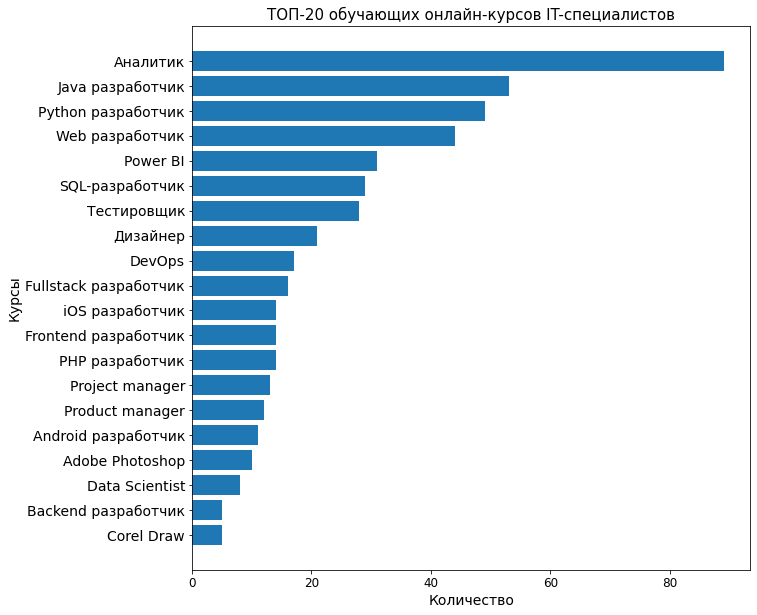 ТОП-20 обучающих онлайн-курсов IT-специалистов
Аналитик
Java разработчик
Python разработчик
Web разработчик
Power BI
SQL-разработчик
Тестировщик
Дизайнер
DevOps
Fullstack разработчик
iOS разработчик
Frontend разработчик
PHP разработчик
Project manager
Product manager
Android разработчик
Adobe Photoshop
Data Scientist
Backend разработчик
Corel Draw
Курсы
0 20 40 60 80
Количество